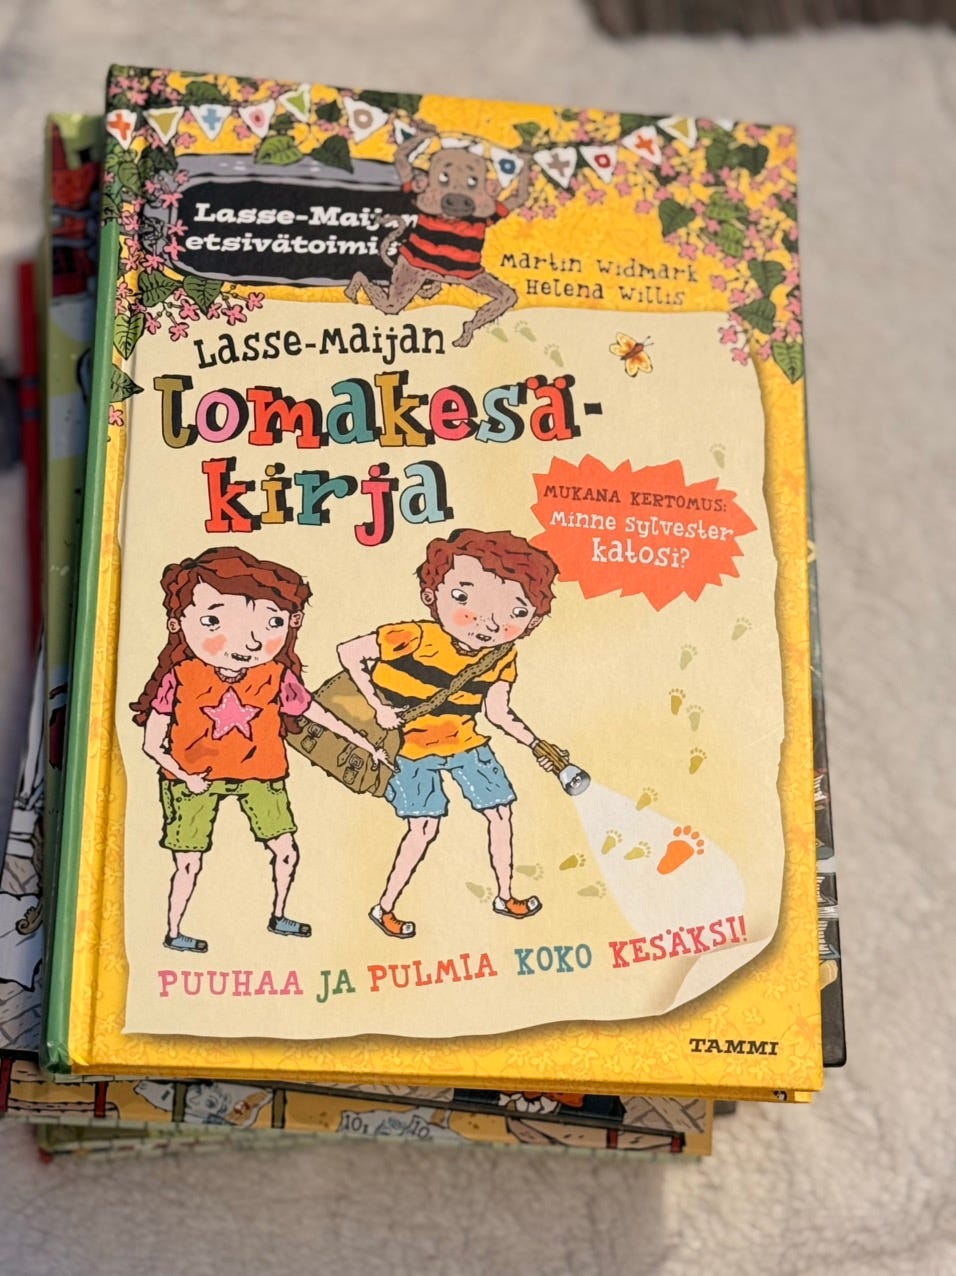 Lasse-Maijan
etsivätoimis
Martin Widmark
Helena Willis
Lasse-Maijan
lomakesä-
kirja
MUKANA KERTOMUS:
Minne Sylvester
katosi?
PUUHAA JA PULMIA KOKO KESÄKSI!
TAMMI